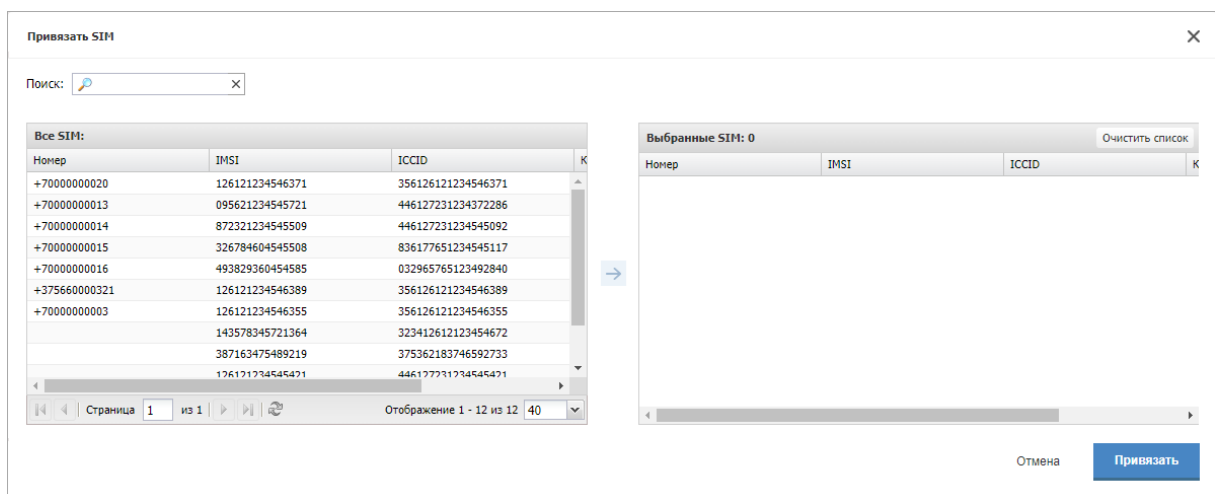 Привязать SIM
Поиск:
Все SIM:
Номер IMSI ICCID К
+70000000020 126121234546371 356126121234546371
+70000000013 095621234545721 446127231234372286
+70000000014 872321234545509 446127231234545092
+70000000015 326784604545508 836177651234545117
+70000000016 493829360454585 032965765123492840
+375660000321 126121234546389 356126121234546389
+70000000003 126121234546355 356126121234546355
143578345721364 323412612123454672
387163475489219 375362183746592733
126121234545421 446127231234545421
Страница 1 из 1 Отображение 1 - 12 из 12 40
Выбранные SIM: 0 Очистить список
Номер IMSI ICCID К
Отмена Привязать